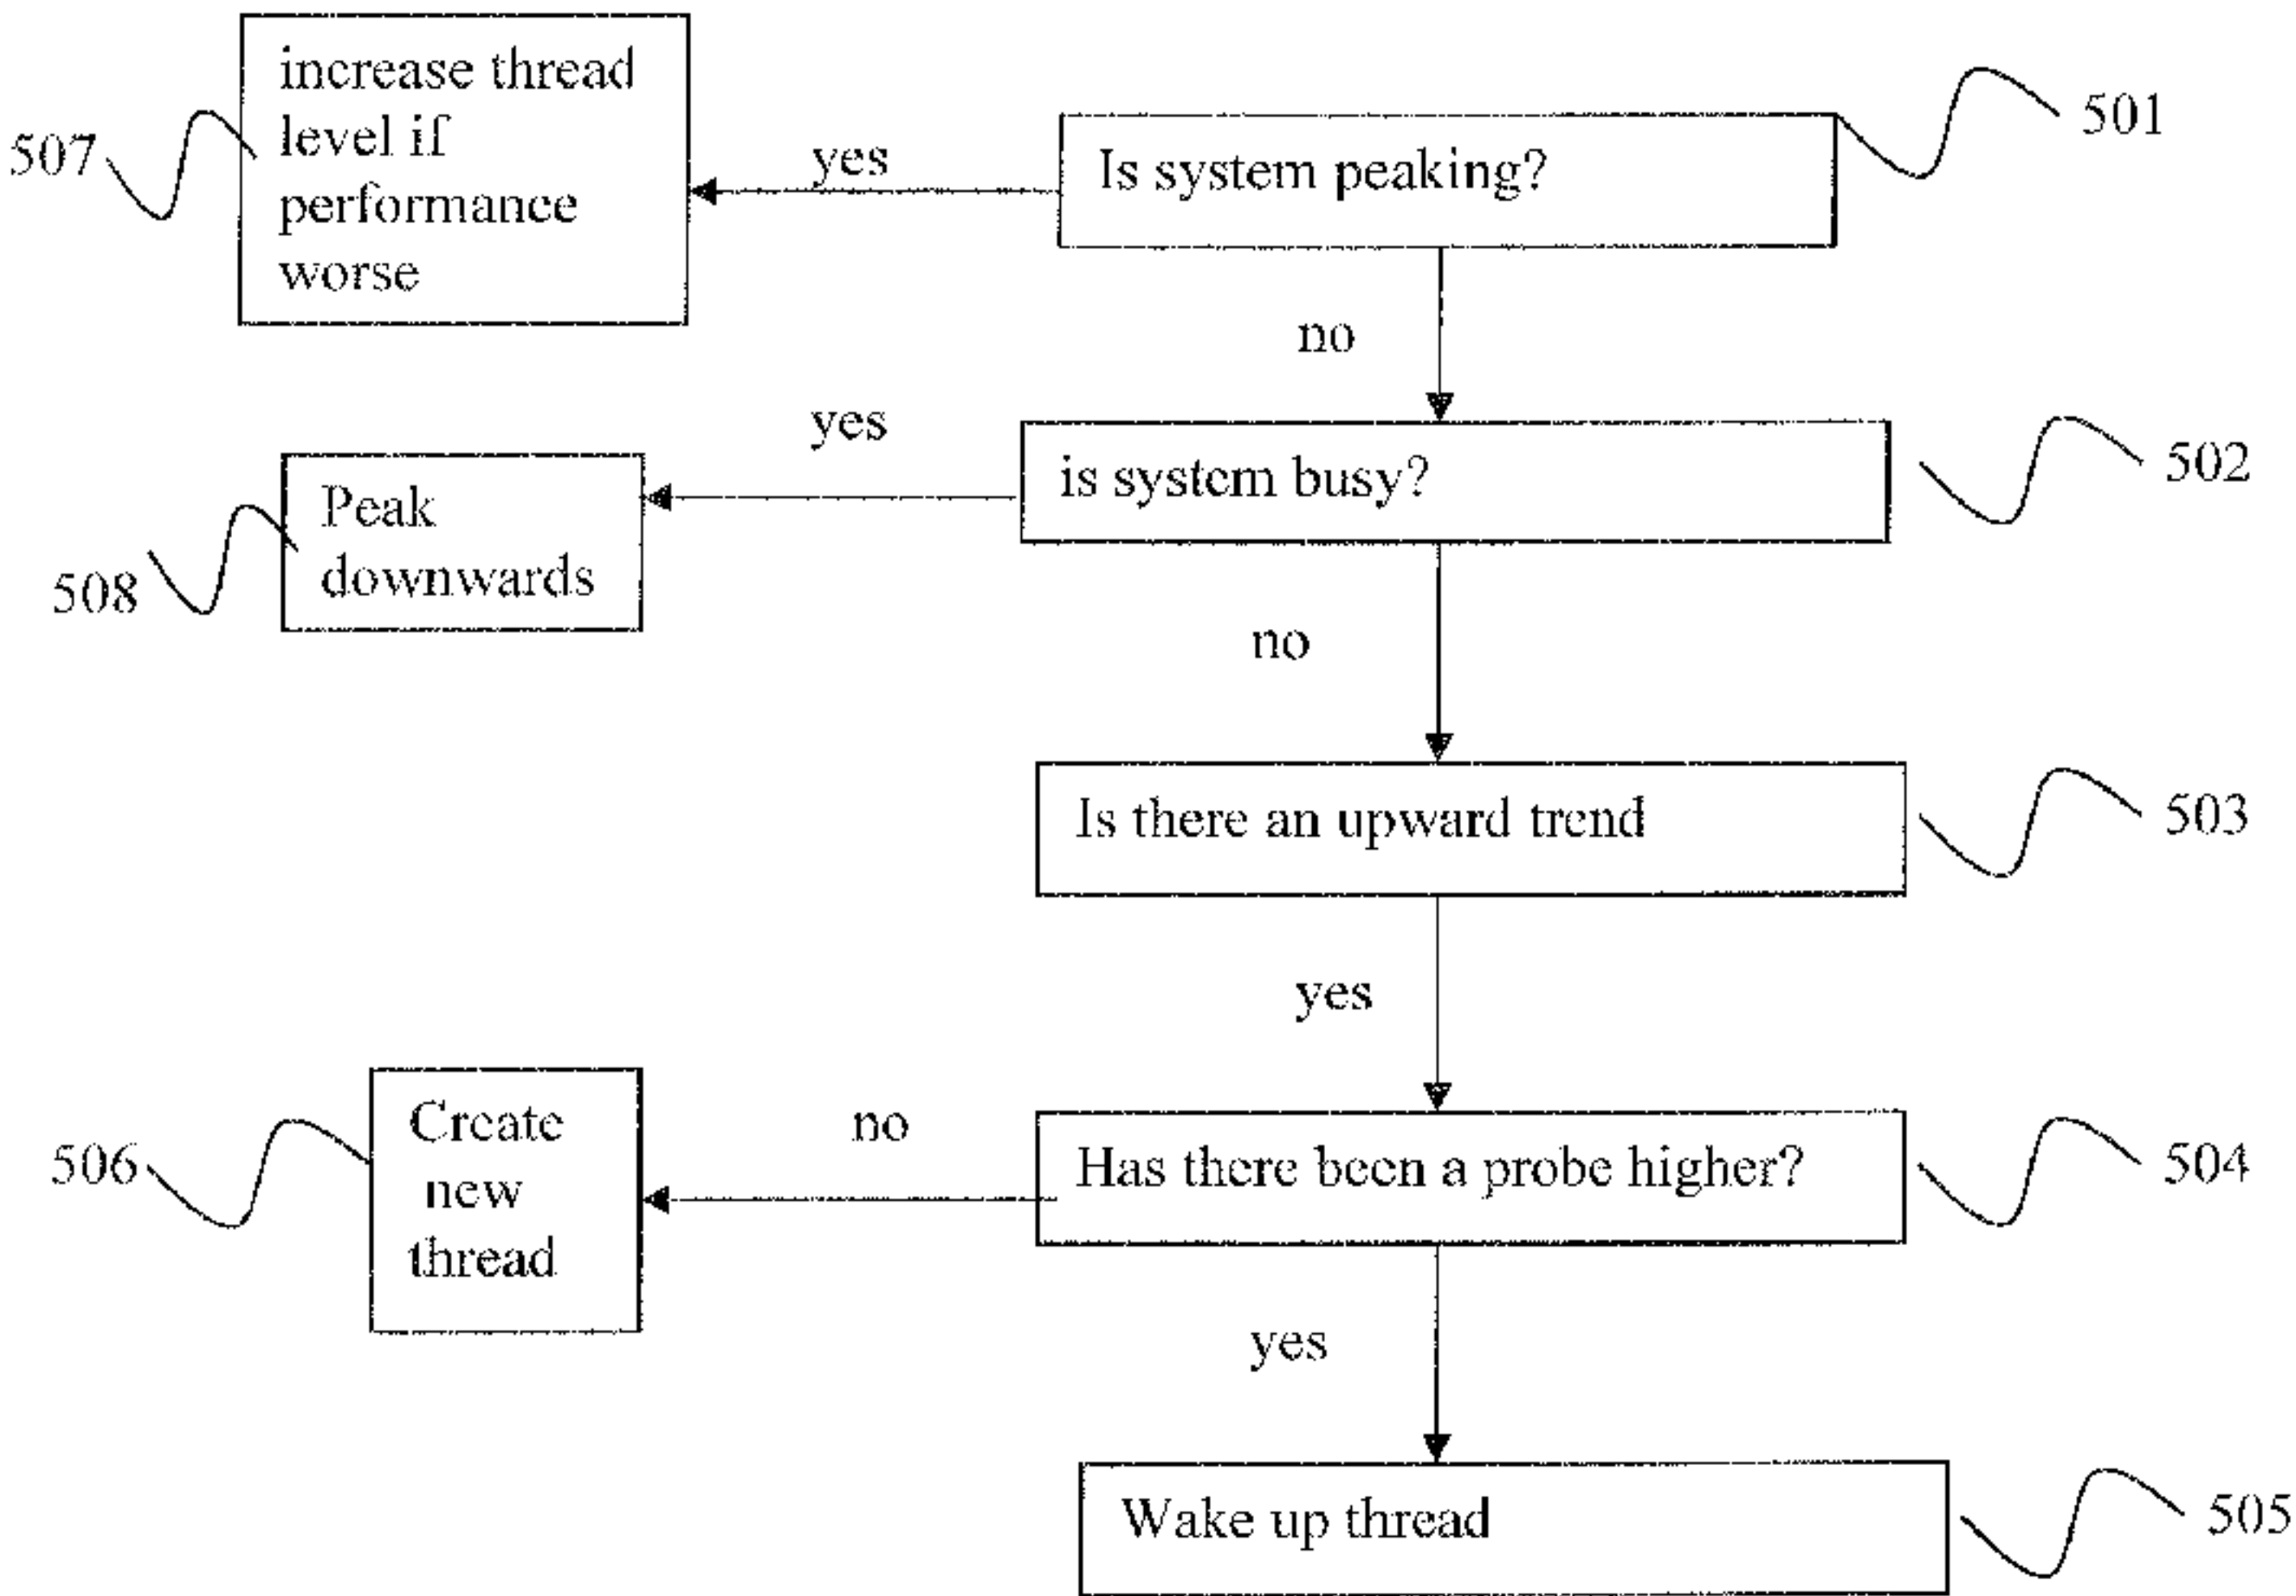 increase thread
level if
performance
worse
507
yes
Is system peaking?
501
no
yes
is system busy?
502
Peak
downwards
508
no
Is there an upward trend
503
yes
Create
new
thread
506
no
Has there been a probe higher?
504
yes
Wake up thread
505